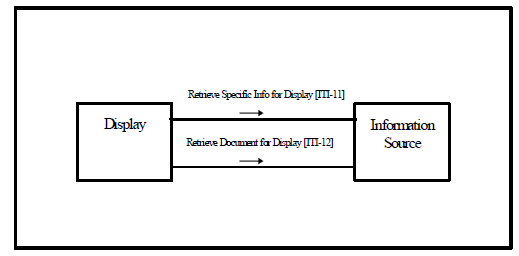 Retrieve Specific Info for Display [ITI-11]
Display
Information
Source
Retrieve Document for Display [ITI-12]